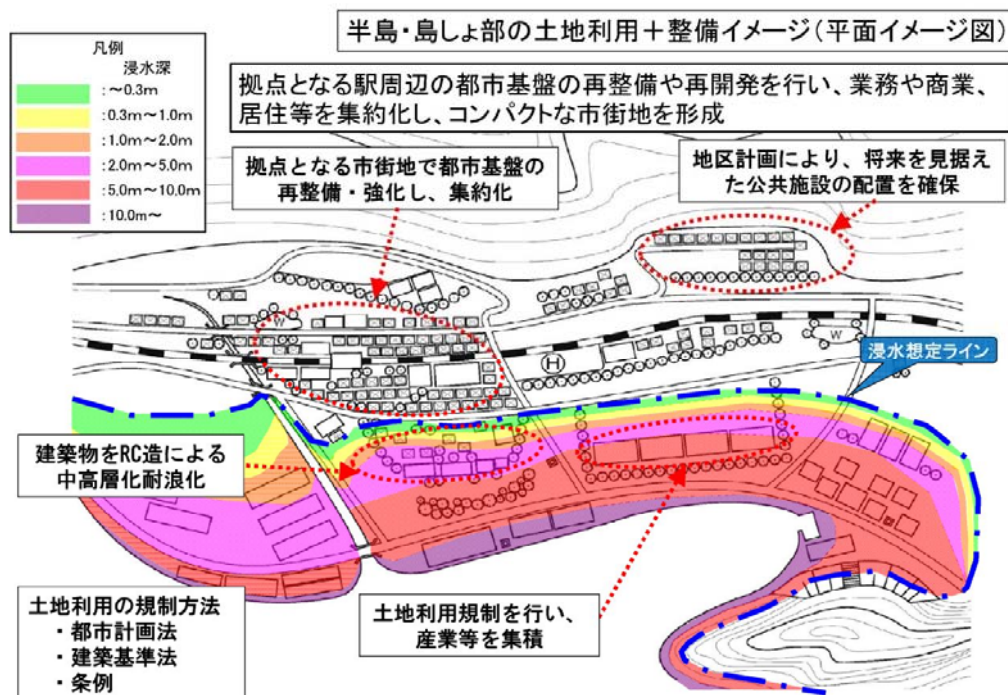 半島・島しょ部の土地利用＋整備イメージ（平面イメージ図）
凡例
浸水深
：～0.3m
：0.3m～1.0m
：1.0m～2.0m
：2.0m～5.0m
：5.0m～10.0m
：10.0m～
拠点となる駅周辺の都市基盤の再整備や再開発を行い、業務や商業、
居住等を集約化し、コンパクトな市街地を形成
拠点となる市街地で都市基盤の
再整備・強化し、集約化
地区計画により、将来を見据え
た公共施設の配置を確保
W
W
H
浸水想定ライン
建築物をRC造による
中高層化耐浪化
土地利用の規制方法
・都市計画法
・建築基準法
・条例
土地利用規制を行い、
産業等を集積